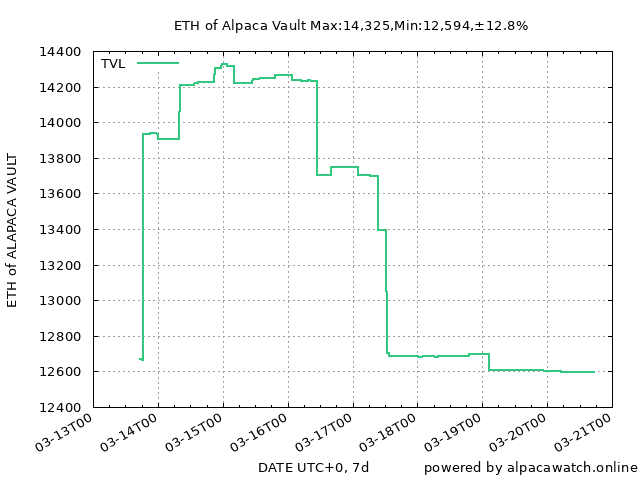 ETH of Alpaca Vault Max:14,325,Min:12,594,±12.8%
TVL
14400
14200
14000
13800
13600
13400
13200
13000
12800
12600
12400
ETH of ALAPACA VAULT
03-13T00
03-14T00
03-15T00
03-16T00
03-17T00
03-18T00
03-19T00
03-20T00
03-21T00
DATE UTC+0, 7d
powered by alpacawatch.online